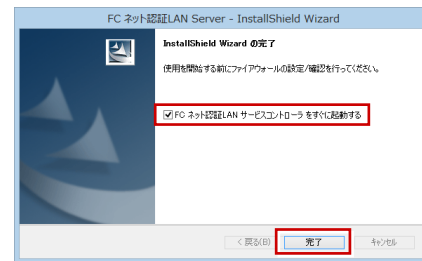 FC ネット認証LAN Server - InstallShield Wizard
InstallShield Wizard の完了
使用を開始する前にファイアウォールの設定/確認を行ってください。
FC ネット認証LAN サービスコントローラ をすぐに起動する
< 戻る(B) 完了 キャンセル